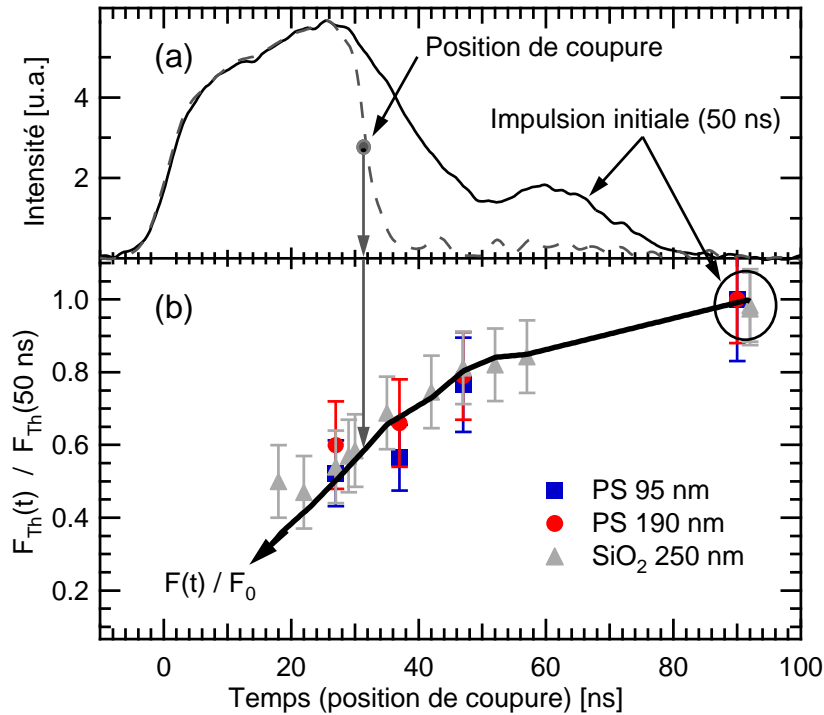 (a)
Position de coupure
Impulsion initiale (50 ns)
Intensité [u.a.]
4
2
(b)
1.0
0.8
0.6
0.4
0.2
F_Th(t) / F_Th(50 ns)
PS 95 nm
PS 190 nm
SiO₂ 250 nm
F(t) / F₀
0 20 40 60 80 100
Temps (position de coupure) [ns]